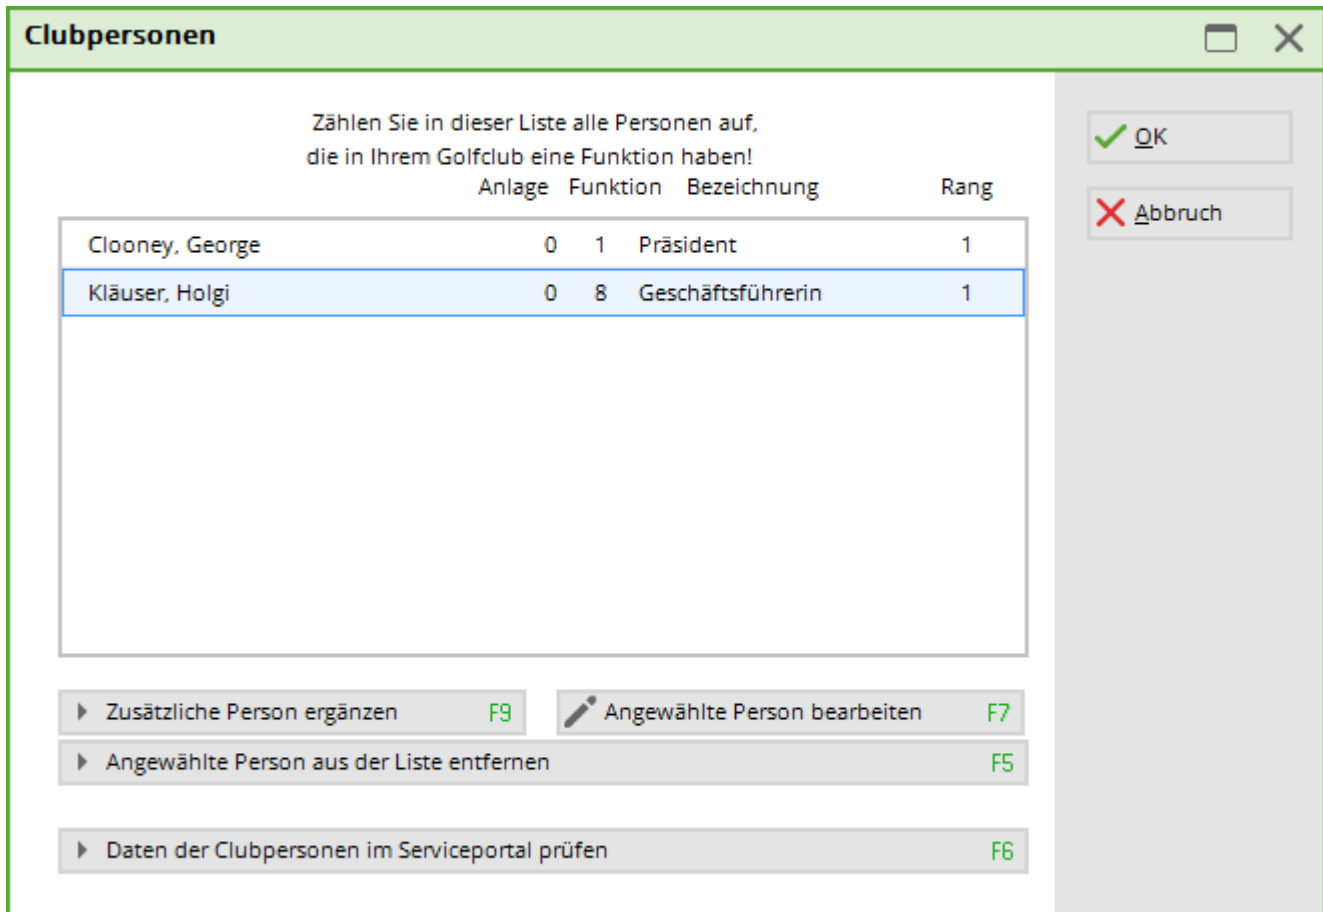 Clubpersonen
Zählen Sie in dieser Liste alle Personen auf,
die in Ihrem Golfclub eine Funktion haben!
Anlage Funktion Bezeichnung Rang
Clooney, George 0 1 Präsident 1
Kläuser, Holgi 0 8 Geschäftsführerin 1
Zusätzliche Person ergänzen F9
Angewählte Person bearbeiten F7
Angewählte Person aus der Liste entfernen F5
Daten der Clubpersonen im Serviceportal prüfen F6
OK
Abbruch